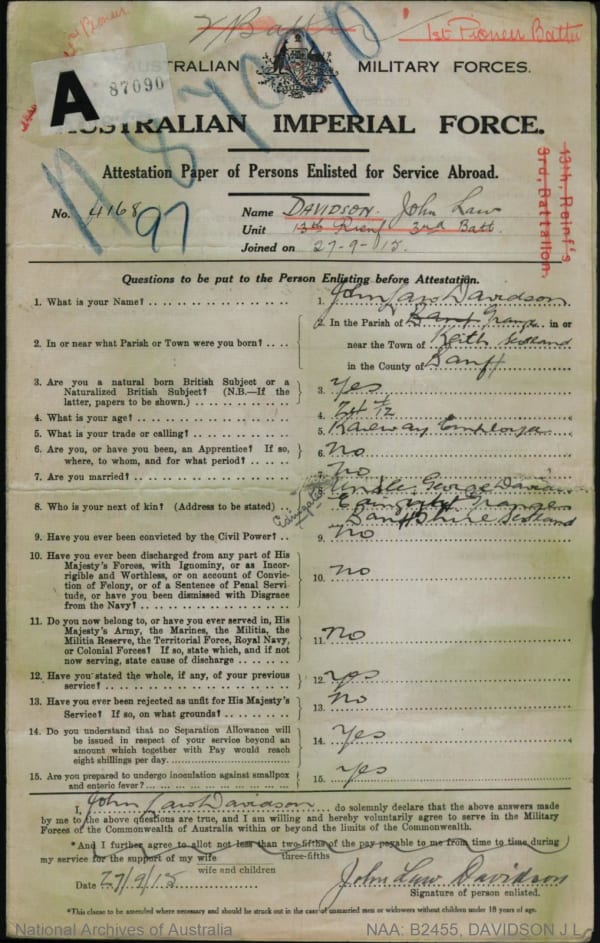 1st Pioneer Battn
AUSTRALIAN MILITARY FORCES.
A 87090
AUSTRALIAN IMPERIAL FORCE.
Attestation Paper of Persons Enlisted for Service Abroad.
13th. Reinf's
3rd. Battalion.
No. 4168
97
Name DAVIDSON. John Law
Unit 13th Rienf 3rd Batt.
Joined on 27-9-15.
Questions to be put to the Person Enlisting before Attestation.
1. What is your Name? 1. John Law Davidson
2. In or near what Parish or Town were you born? 2. In the Parish of Banf Grange in or
near the Town of Keith Scotland
in the County of Banff
3. Are you a natural born British Subject or a
Naturalized British Subject? (N.B.—If the
latter, papers to be shown.) 3. Yes
4. What is your age? 4.
5. What is your trade or calling? 5. Railway Employee
6. Are you, or have you been, an Apprentice? If so,
where, to whom, and for what period? 6. No
7. Are you married? 7. No
8. Who is your next of kin? (Address to be stated) 8. Uncle George Davidson
Grange
Banffshire Scotland
9. Have you ever been convicted by the Civil Power? 9. No
10. Have you ever been discharged from any part of His
Majesty's Forces, with Ignominy, or as Incor-
rigible and Worthless, or on account of Convic-
tion of Felony, or of a Sentence of Penal Servi-
tude, or have you been dismissed with Disgrace
from the Navy? 10. No
11. Do you now belong to, or have you ever served in, His
Majesty's Army, the Marines, the Militia, the
Militia Reserve, the Territorial Force, Royal Navy,
or Colonial Forces? If so, state which, and if not
now serving, state cause of discharge 11. No
12. Have you stated the whole, if any, of your previous
service? 12. Yes
13. Have you ever been rejected as unfit for His Majesty's
Service? If so, on what grounds? 13. No
14. Do you understand that no Separation Allowance will
be issued in respect of your service beyond an
amount which together with Pay would reach
eight shillings per day. 14. Yes
15. Are you prepared to undergo inoculation against smallpox
and enteric fever? 15. Yes
I, John Law Davidson do solemnly declare that the above answers made
by me to the above questions are true, and I am willing and hereby voluntarily agree to serve in the Military
Forces of the Commonwealth of Australia within or beyond the limits of the Commonwealth.
*And I further agree to allot not less than two-fifths of the pay payable to me from time to time during
three-fifths
my service for the support of my wife
wife and children
Date 27/9/15 John Law Davidson
Signature of person enlisted.
*This clause to be amended where necessary and should be struck out in the case of unmarried men or widowers without children under 18 years of age.
National Archives of Australia NAA: B2455, DAVIDSON J L